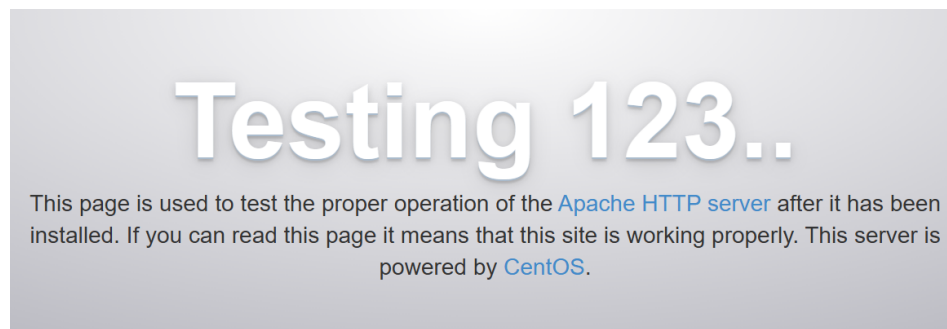 Testing 123..
This page is used to test the proper operation of the Apache HTTP server after it has been
installed. If you can read this page it means that this site is working properly. This server is
powered by CentOS.